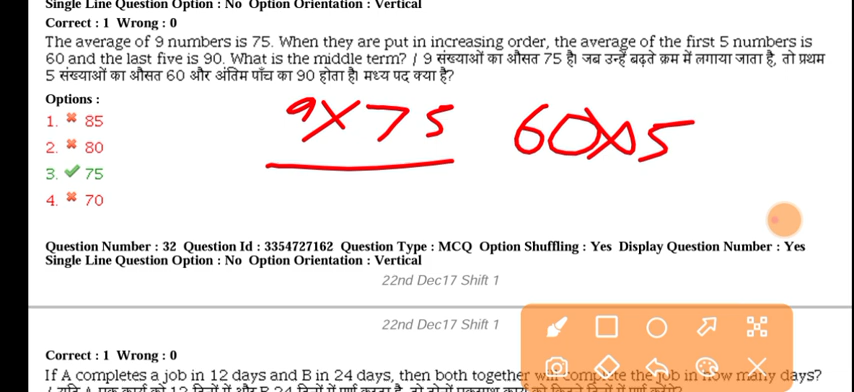 Single Line Question Option : No Option Orientation : Vertical
Correct : 1 Wrong : 0
The average of 9 numbers is 75. When they are put in increasing order, the average of the first 5 numbers is
60 and the last five is 90. What is the middle term? / 9 संख्याओं का औसत 75 है। जब उन्हें बढ़ते क्रम में लगाया जाता है, तो प्रथम
5 संख्याओं का औसत 60 और अंतिम पाँच का 90 होता है। मध्य पद क्या है?
Options :
1. 85
2. 80
3. 75
4. 70
9x75 60x5
Question Number : 32 Question Id : 3354727162 Question Type : MCQ Option Shuffling : Yes Display Question Number : Yes
Single Line Question Option : No Option Orientation : Vertical
22nd Dec17 Shift 1
22nd Dec17 Shift 1
Correct : 1 Wrong : 0
If A completes a job in 12 days and B in 24 days, then both together will complete the job in how many days?